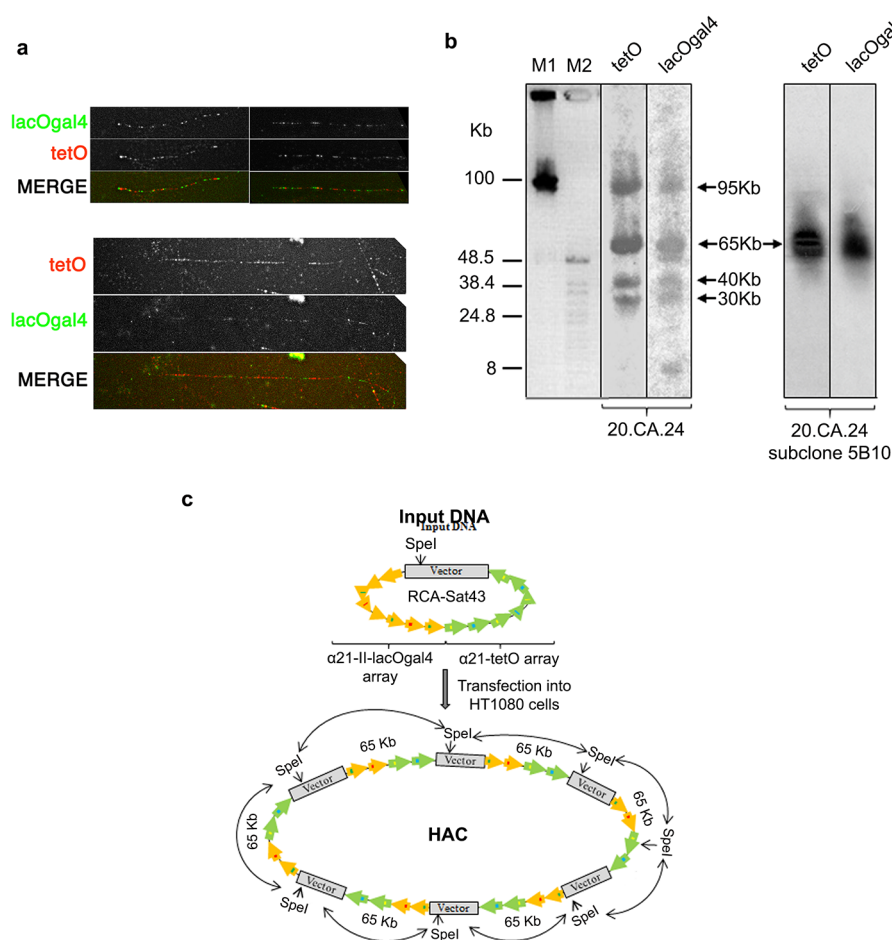 a
lacOgal4
tetO
MERGE
tetO
lacOgal4
MERGE
b
M1 M2 tetO lacOgal4
tetO lacOgal
Kb
100
48.5
38.4
24.8
8
95Kb
65Kb
40Kb
30Kb
20.CA.24
20.CA.24
subclone 5B10
c
Input DNA
Input DNA
SpeI
Vector
RCA-Sat43
α21-II-lacOgal4
array
α21-tetO array
Transfection into
HT1080 cells
SpeI
65 Kb
65 Kb
SpeI
Vector
SpeI
Vector
Vector
65 Kb
65 Kb
HAC
SpeI
Vector
Vector
Vector
SpeI
65 Kb
65 Kb
SpeI
SpeI